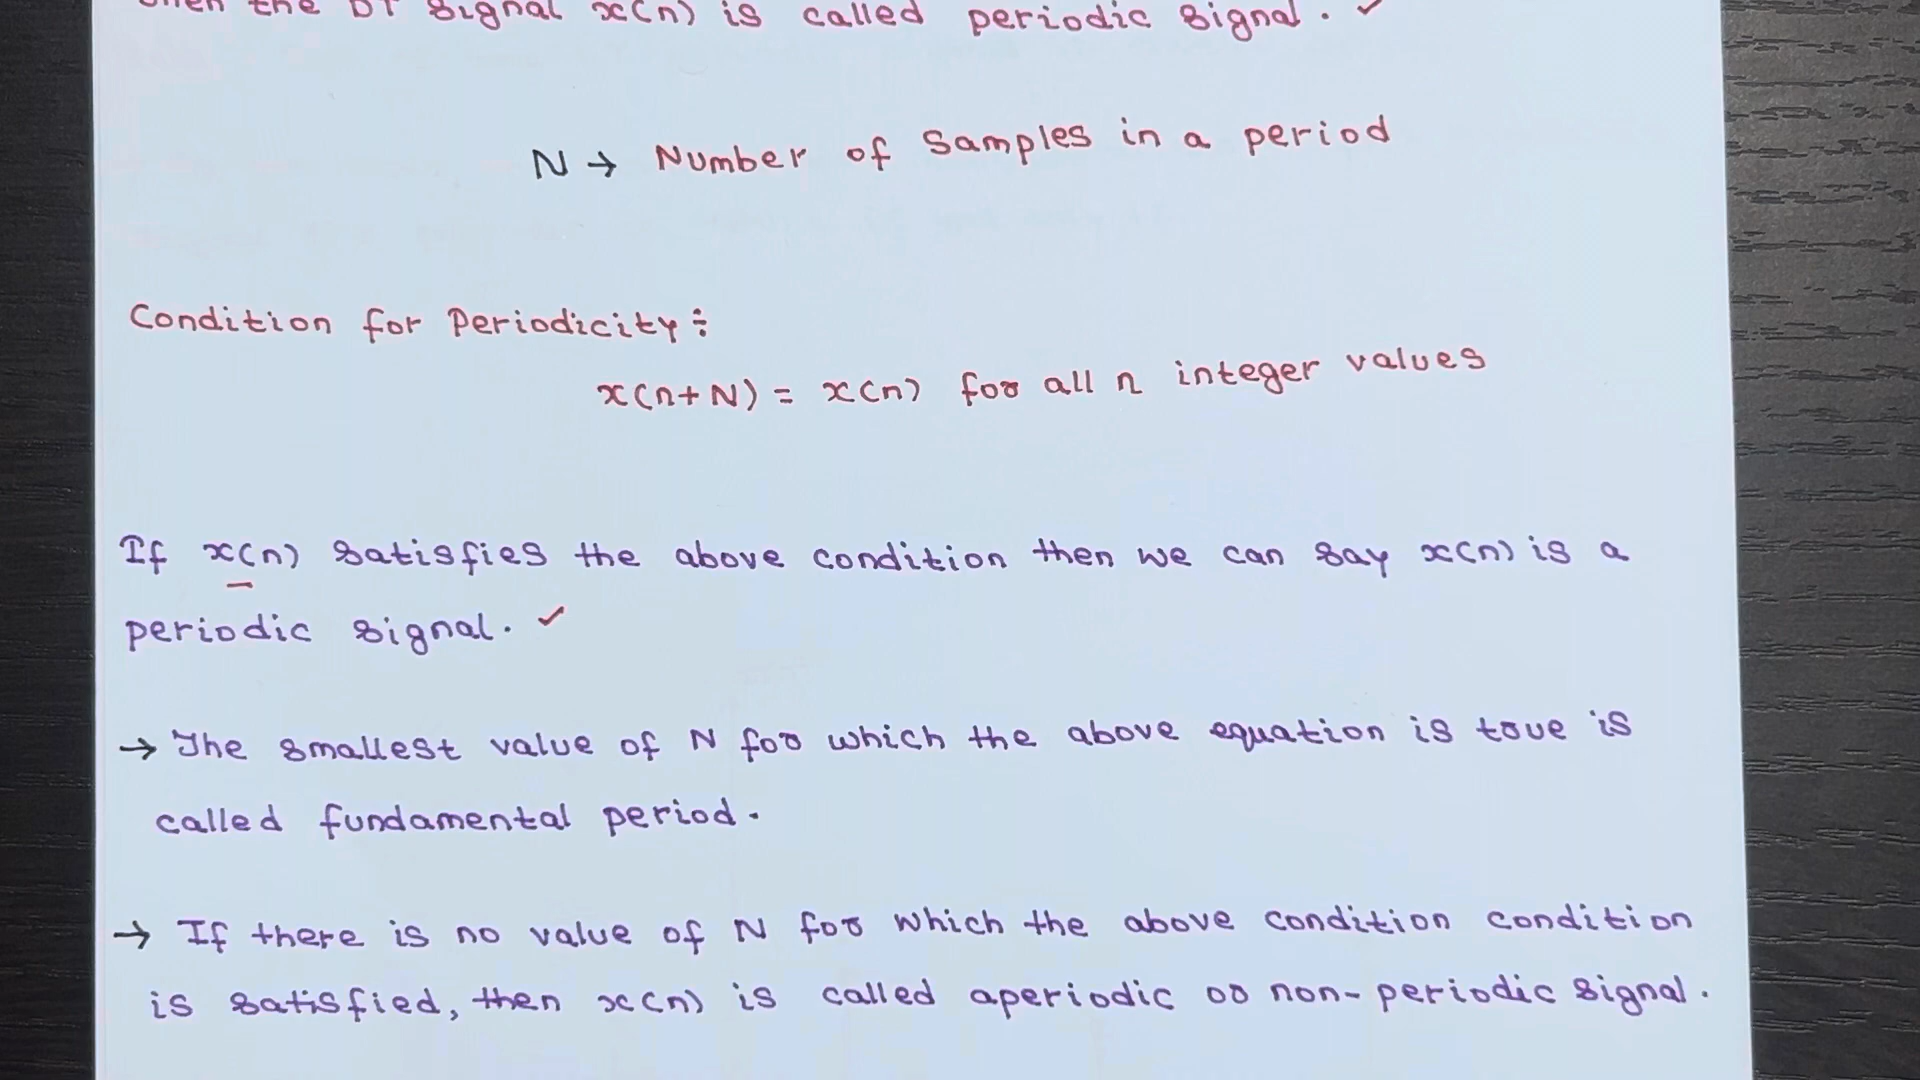 when the DT signal x(n) is called periodic signal. ✓
N → Number of samples in a period
Condition for Periodicity:
x(n+N) = x(n) for all n integer values
If x(n) satisfies the above condition then we can say x(n) is a
periodic signal. ✓
→ The smallest value of N for which the above equation is true is
called fundamental period.
→ If there is no value of N for which the above condition condition
is satisfied, then x(n) is called aperiodic or non-periodic signal.